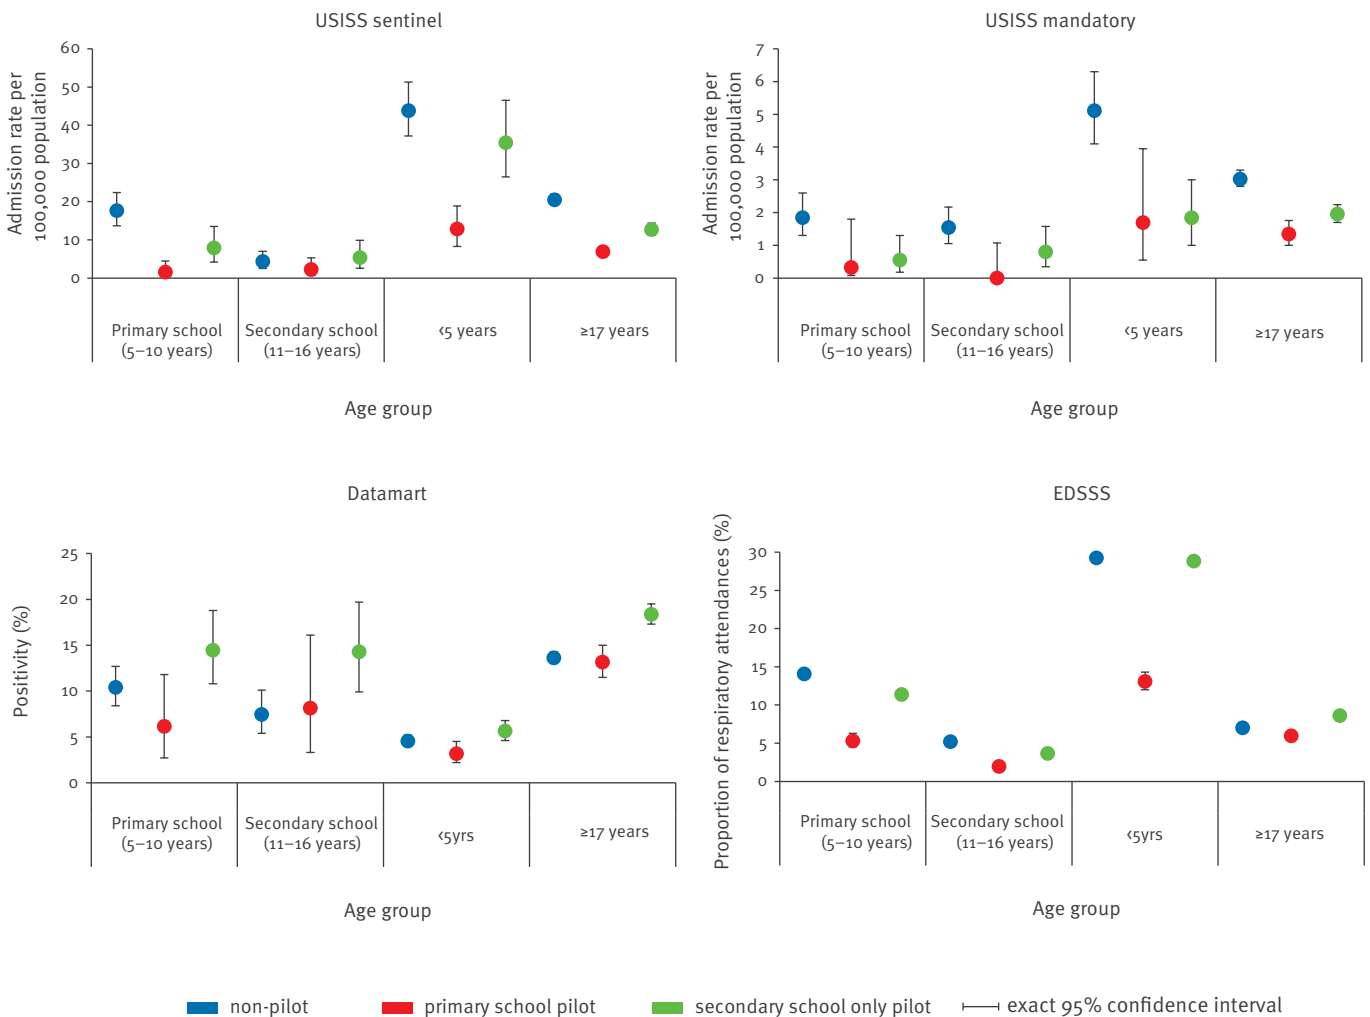 USISS sentinel
Admission rate per
100,000 population
60
50
40
30
20
10
0
Primary school
(5–10 years)
Secondary school
(11–16 years)
<5 years
≥17 years
Age group
USISS mandatory
Admission rate per
100,000 population
7
6
5
4
3
2
1
0
Primary school
(5–10 years)
Secondary school
(11–16 years)
<5 years
≥17 years
Age group
Datamart
Positivity (%)
25
20
15
10
5
0
Primary school
(5–10 years)
Secondary school
(11–16 years)
<5yrs
≥17 years
Age group
EDSSS
Proportion of respiratory attendances (%)
30
25
20
15
10
5
0
Primary school
(5–10 years)
Secondary school
(11–16 years)
<5yrs
≥17 years
Age group
non-pilot
primary school pilot
secondary school only pilot
exact 95% confidence interval